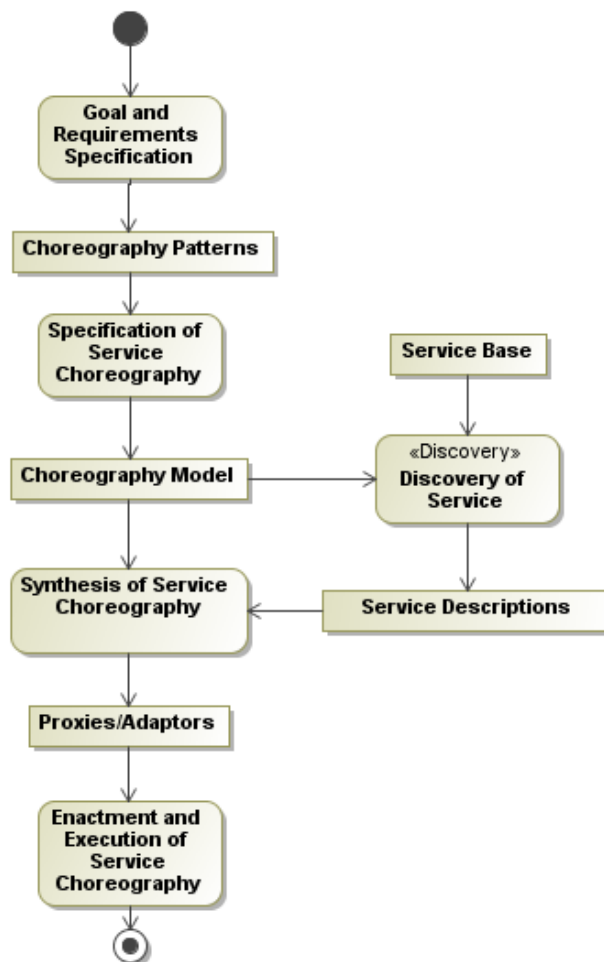 Goal and
Requirements
Specification
Choreography Patterns
Specification of
Service
Choreography
Service Base
Choreography Model
«Discovery»
Discovery of
Service
Synthesis of Service
Choreography
Service Descriptions
Proxies/Adaptors
Enactment and
Execution of
Service
Choreography